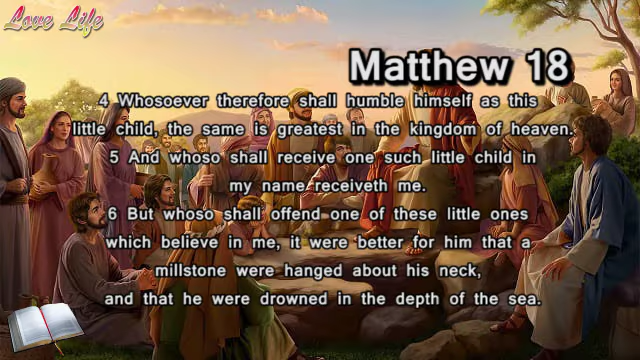 Love Life
Matthew 18
4 Whosoever therefore shall humble himself as this
little child, the same is greatest in the kingdom of heaven.
5 And whoso shall receive one such little child in
my name receiveth me.
6 But whoso shall offend one of these little ones
which believe in me, it were better for him that a
millstone were hanged about his neck,
and that he were drowned in the depth of the sea.